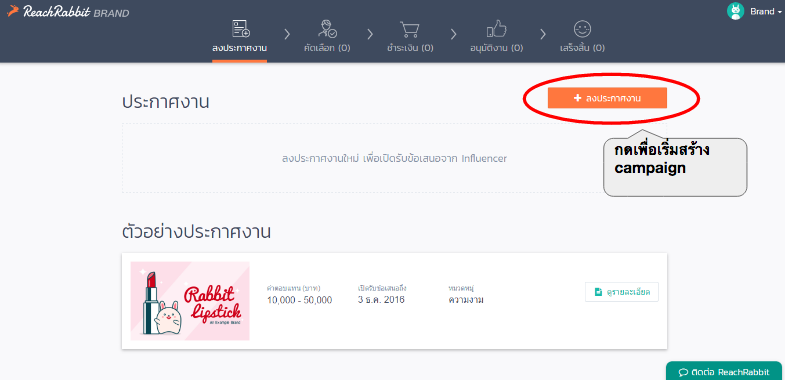 ReachRabbit BRAND
Brand
ลงประกาศงาน
คัดเลือก (0)
ชำระเงิน (0)
อนุมัติงาน (0)
เสร็จสิ้น (0)
ประกาศงาน
+ ลงประกาศงาน
กดเพื่อเริ่มสร้าง
campaign
ลงประกาศงานใหม่ เพื่อเปิดรับข้อเสนอจาก Influencer
ตัวอย่างประกาศงาน
Rabbit
lipstick
ค่าตอบแทน (บาท)
10,000 - 50,000
เปิดรับข้อเสนอถึง
3 ธ.ค. 2016
หมวดหมู่
ความงาม
ดูรายละเอียด
ติดต่อ ReachRabbit